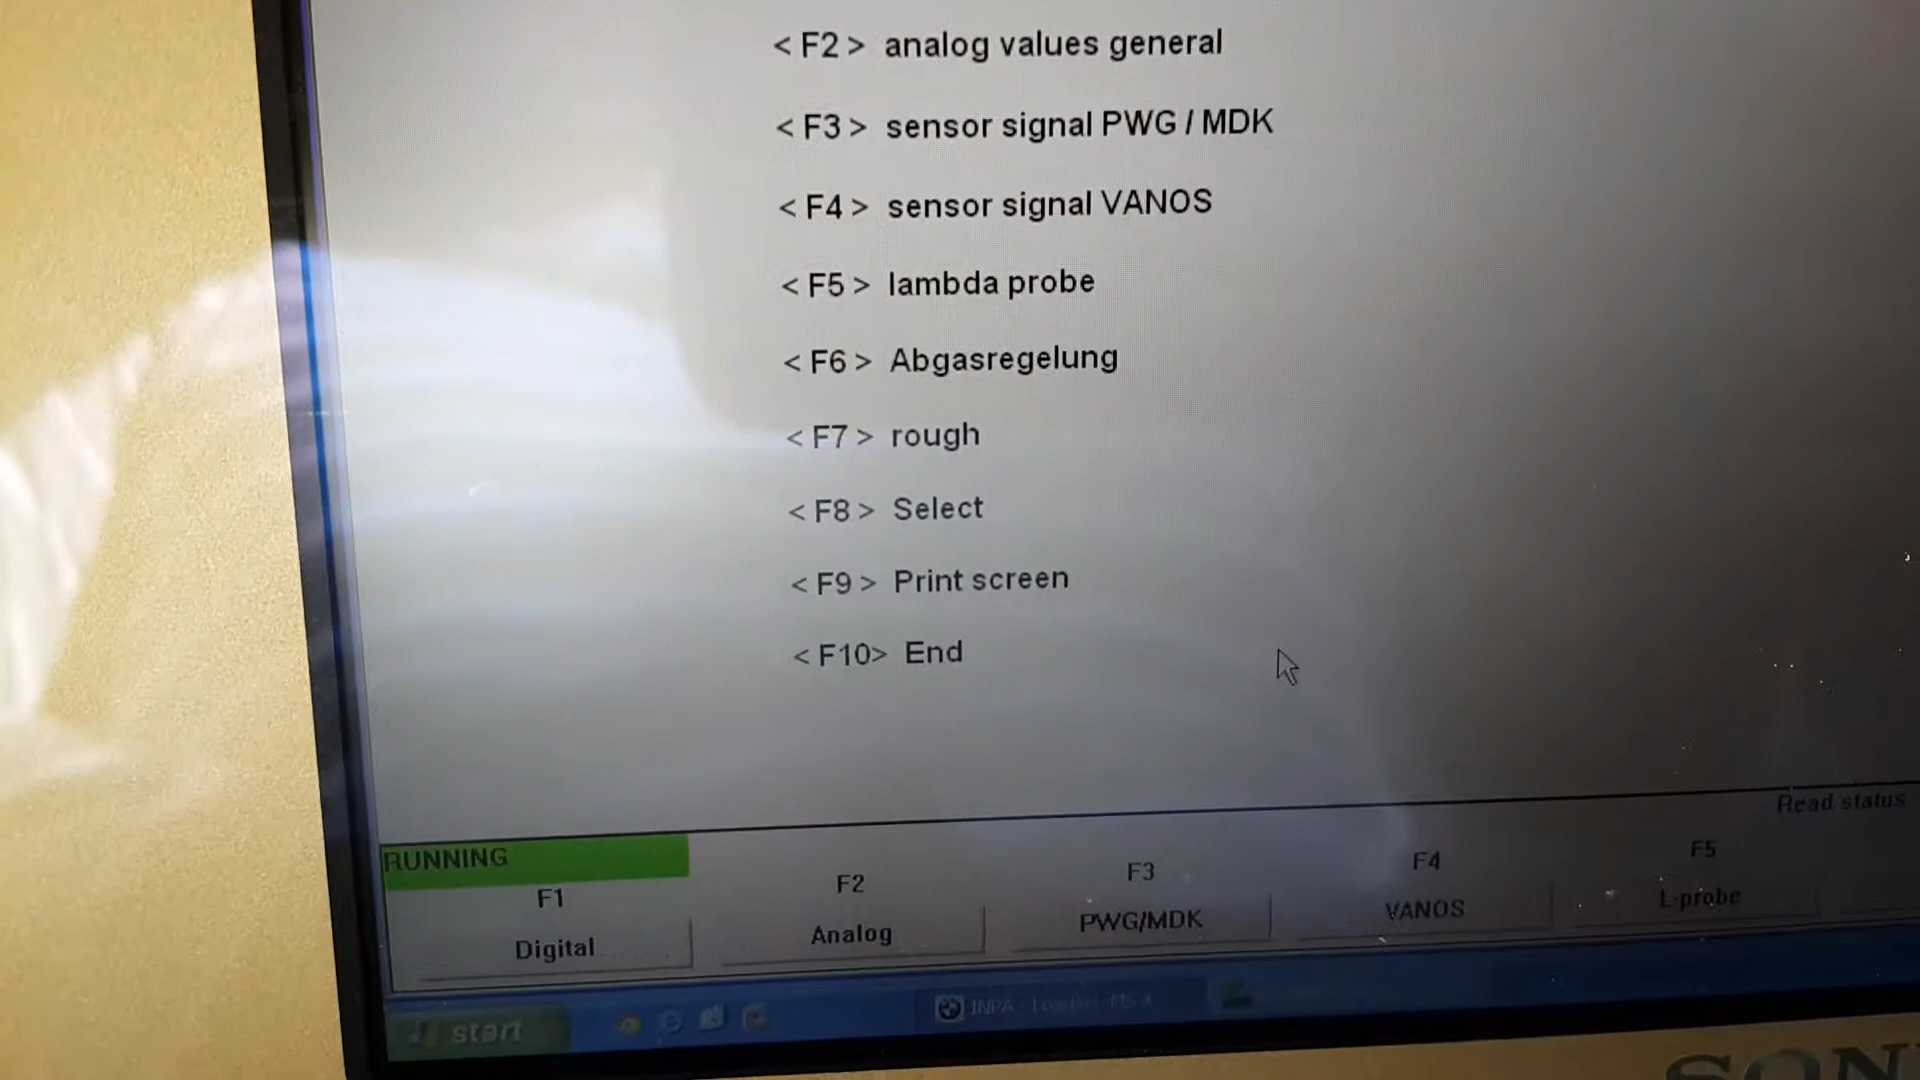 < F2 > analog values general
< F3 > sensor signal PWG / MDK
< F4 > sensor signal VANOS
< F5 > lambda probe
< F6 > Abgasregelung
< F7 > rough
< F8 > Select
< F9 > Print screen
< F10> End
Read status
RUNNING
F1 F2 F3 F4 F5
Digital Analog PWG/MDK VANOS L-probe
start INPA
SON